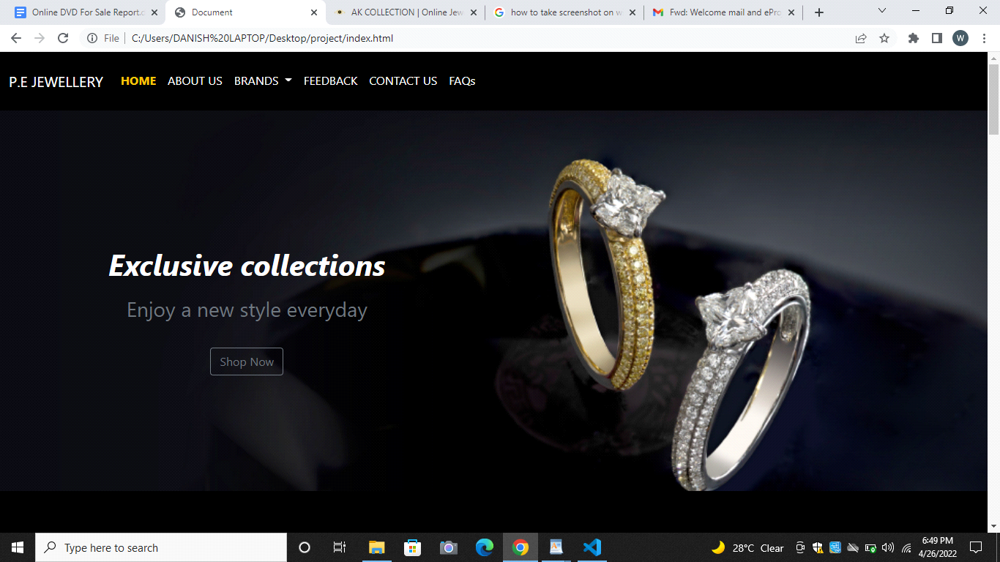 Online DVD For Sale Report.d
Document
AK COLLECTION | Online Jew
how to take screenshot on w
Fwd: Welcome mail and ePro
File
C:/Users/DANISH%20LAPTOP/Desktop/project/index.html
W
P.E JEWELLERY HOME ABOUT US BRANDS FEEDBACK CONTACT US FAQs
Exclusive collections
Enjoy a new style everyday
Shop Now
Type here to search
28°C Clear
6:49 PM
4/26/2022